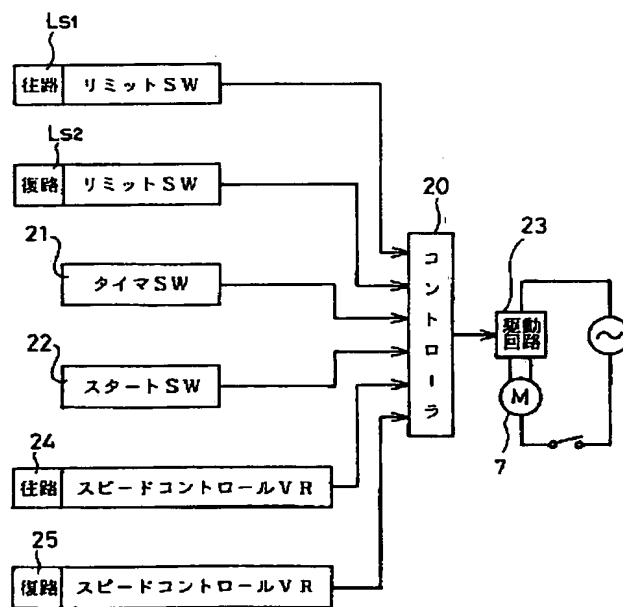 LS1
往路 リミットSW
LS2
復路 リミットSW
21
タイマSW
22
スタートSW
24
往路 スピードコントロールVR
25
復路 スピードコントロールVR
20
コントローラ
23
駆動
回路
M
7